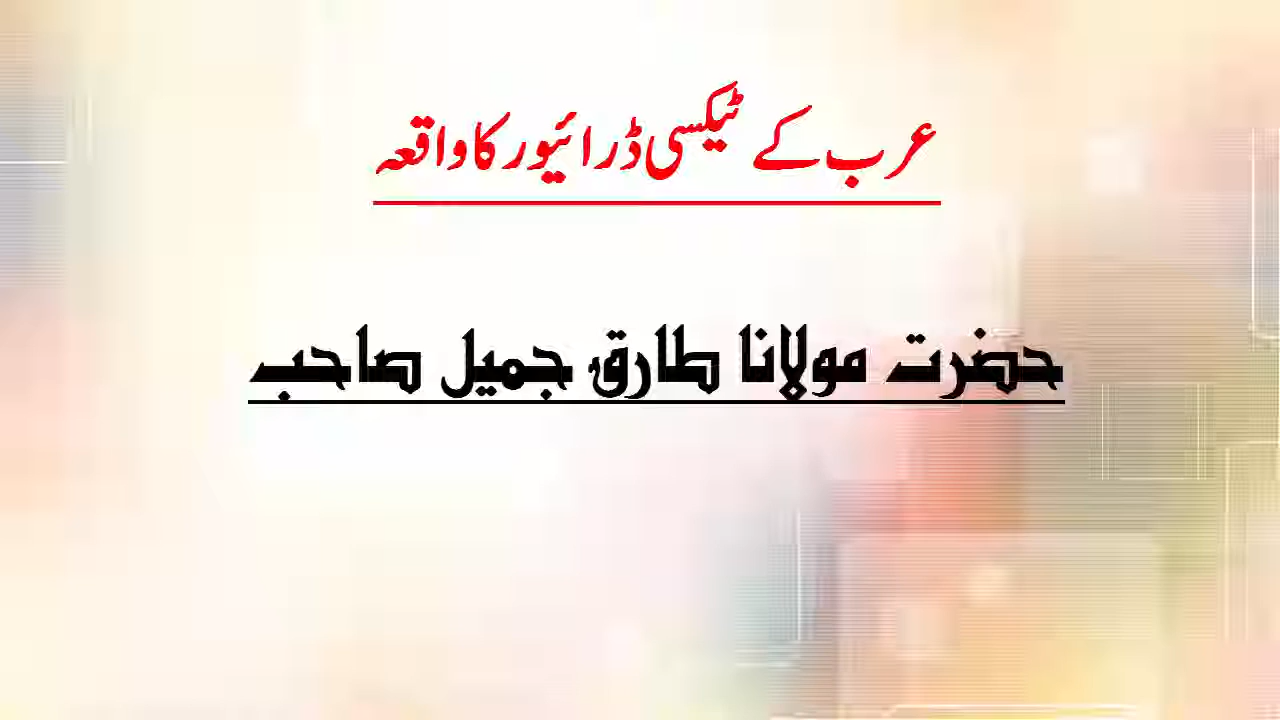 عرب کے ٹیکسی ڈرائیور کا واقعہ
حضرت مولانا طارق جمیل صاحب